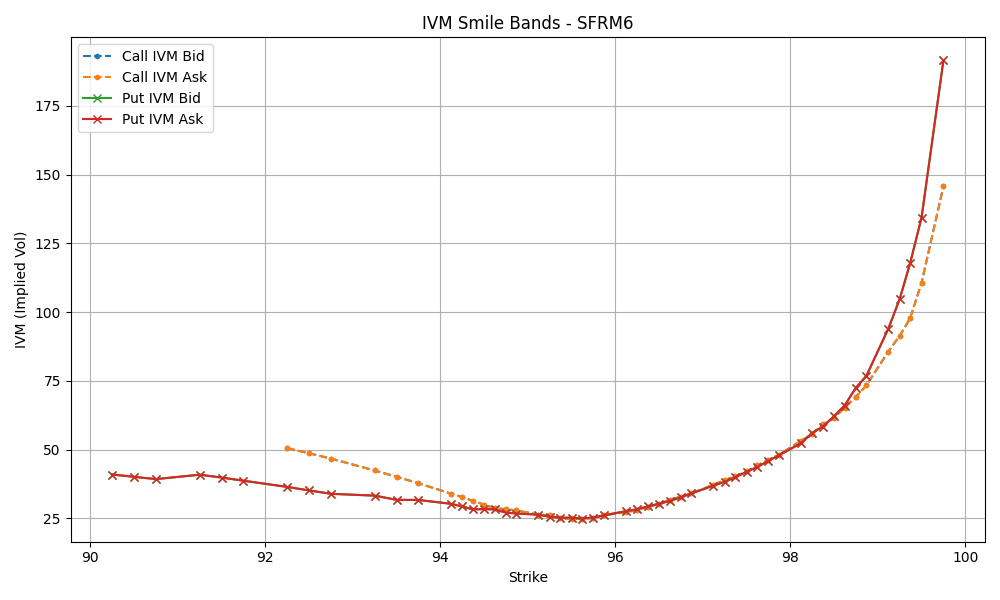 IVM Smile Bands - SFRM6
Call IVM Bid
Call IVM Ask
Put IVM Bid
Put IVM Ask
IVM (Implied Vol)
175
150
125
100
75
50
25
90
92
94
96
98
100
Strike